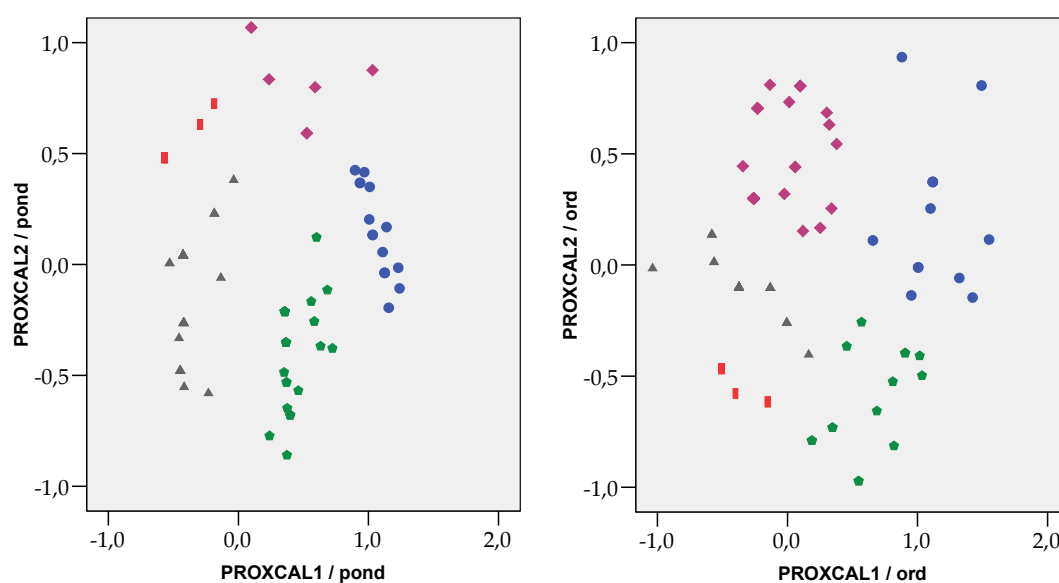 1,0
0,5
0,0
-0,5
-1,0
PROXCAL2 / pond
-1,0 0,0 1,0 2,0
PROXCAL1 / pond
1,0
0,5
0,0
-0,5
-1,0
PROXCAL2 / ord
-1,0 0,0 1,0 2,0
PROXCAL1 / ord